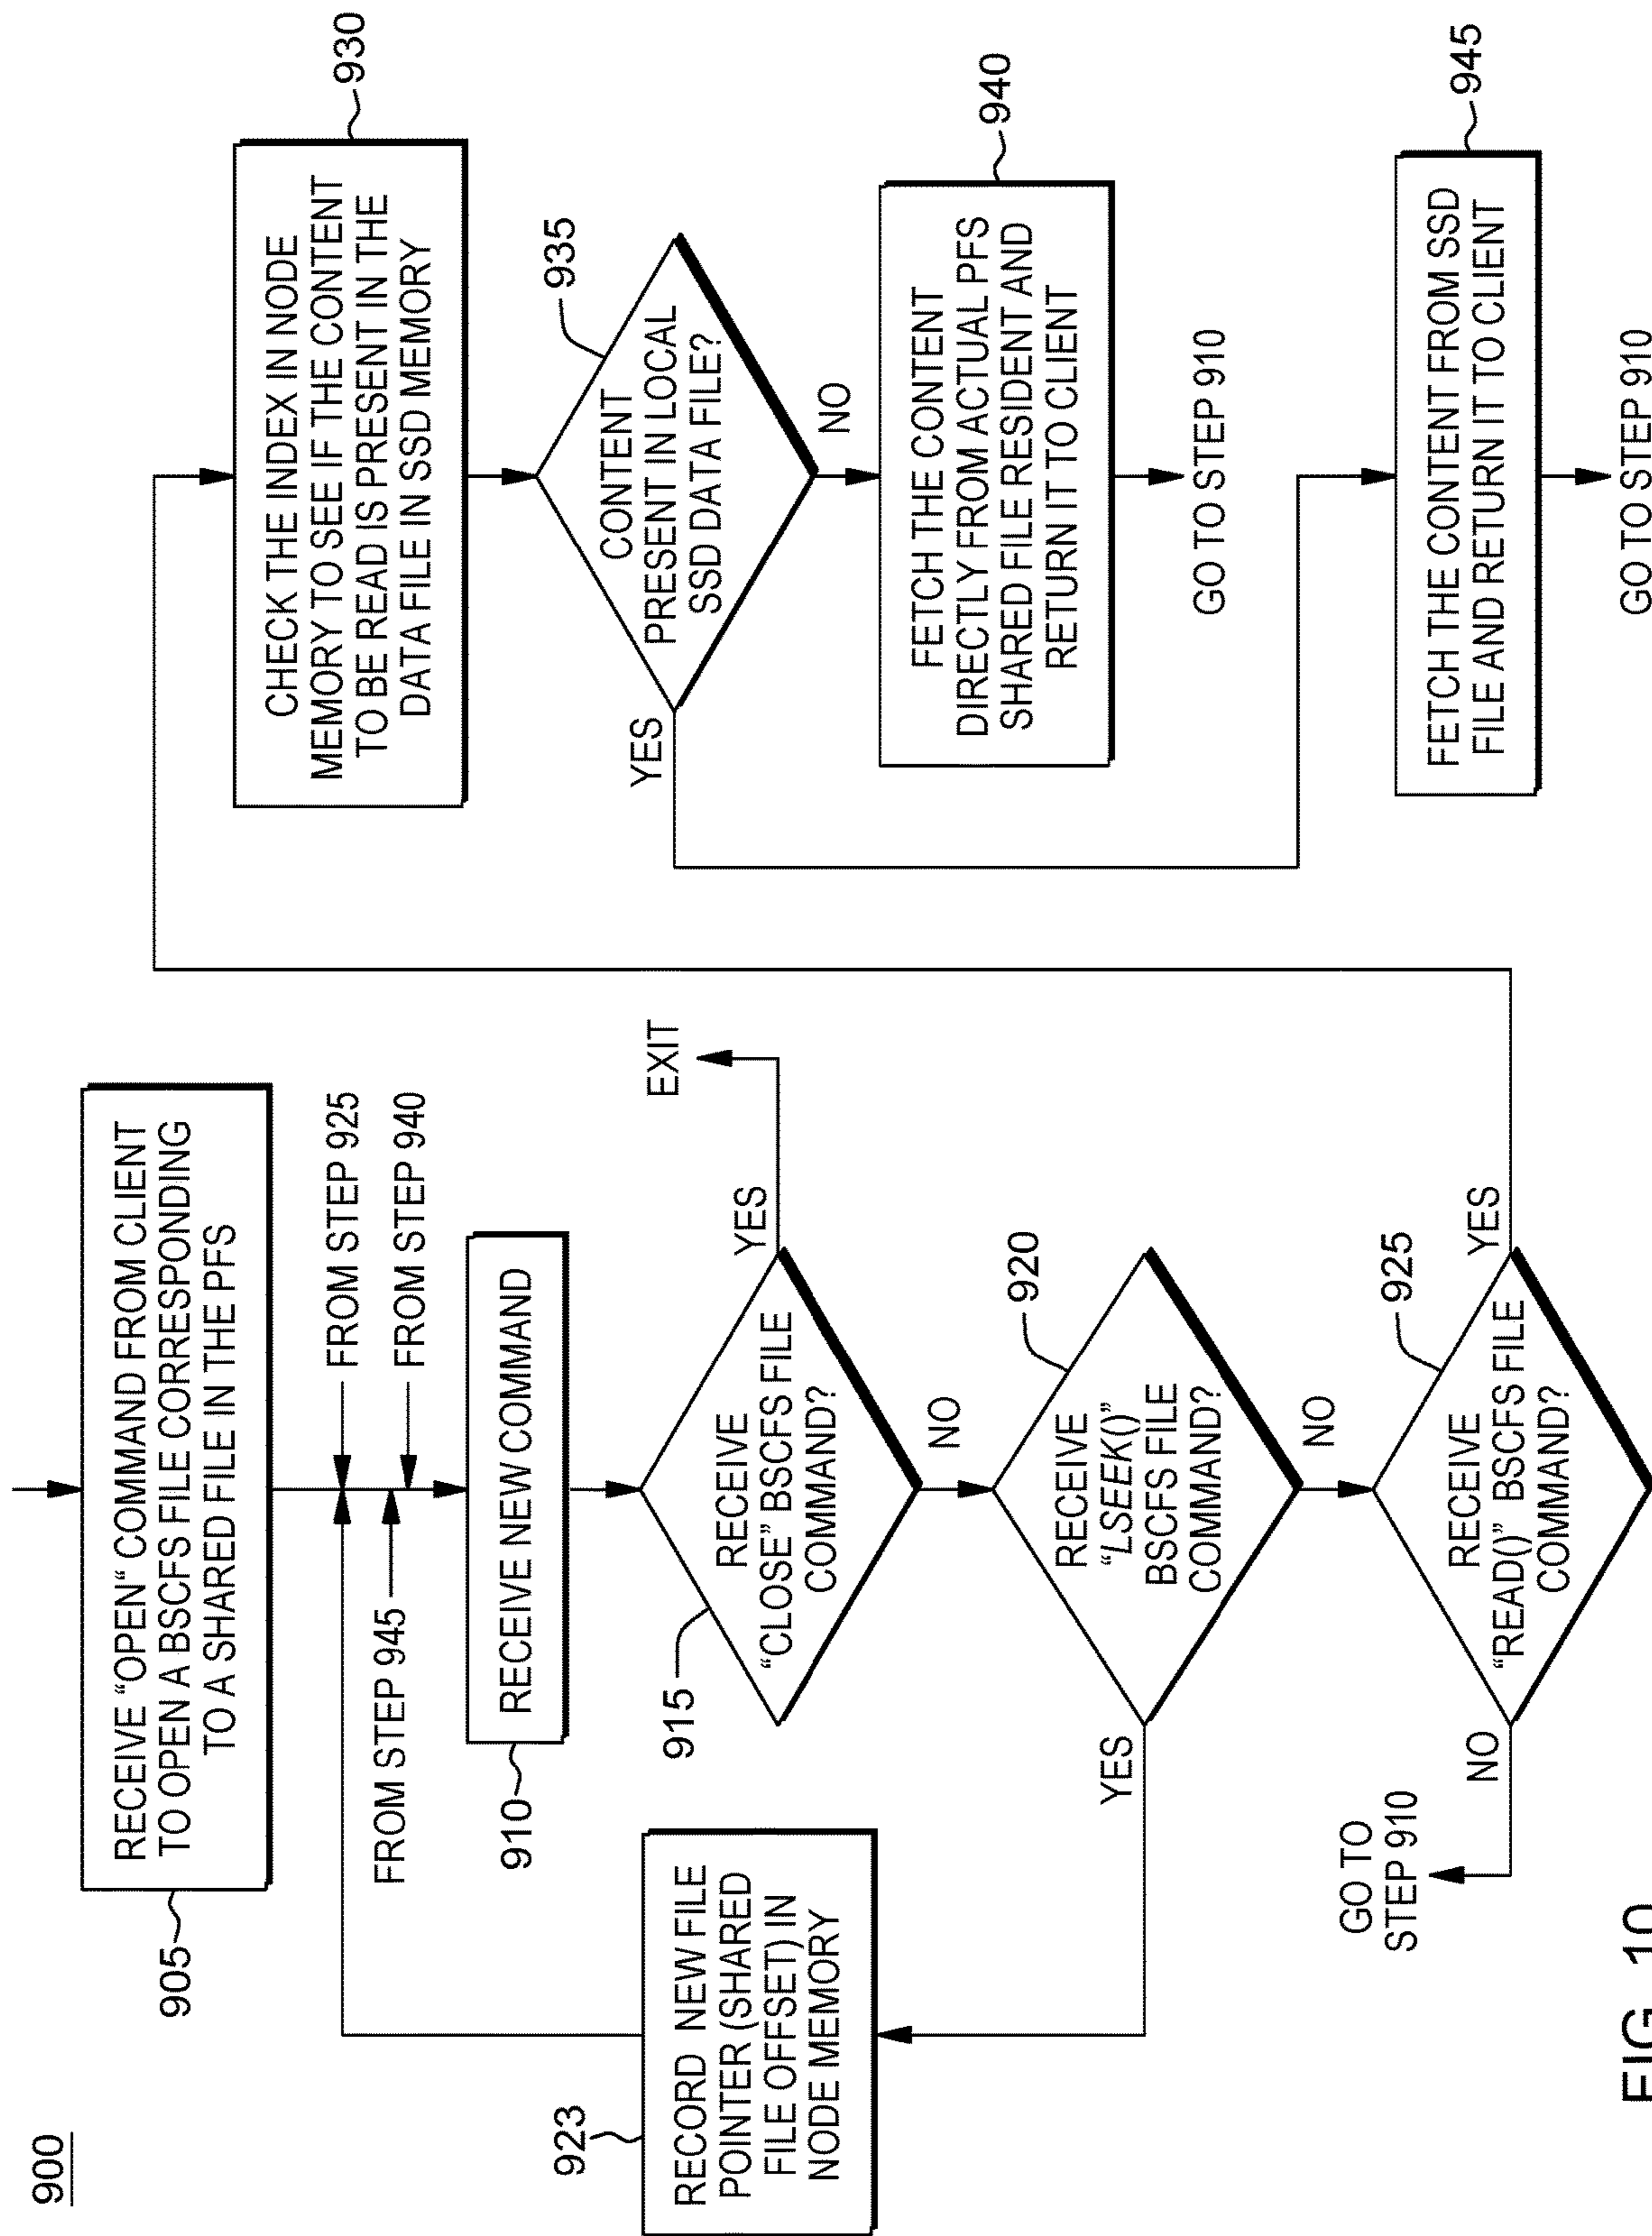 900
RECEIVE “OPEN“ COMMAND FROM CLIENT
TO OPEN A BSCFS FILE CORRESPONDING
TO A SHARED FILE IN THE PFS
905
FROM STEP 925
FROM STEP 945
FROM STEP 940
RECEIVE NEW COMMAND
910
RECEIVE
“CLOSE” BSCFS FILE
COMMAND?
915
YES
EXIT
NO
RECEIVE
“LSEEK()”
BSCFS FILE
COMMAND?
920
YES
RECORD NEW FILE
POINTER (SHARED
FILE OFFSET) IN
NODE MEMORY
923
NO
RECEIVE
“READ()” BSCFS FILE
COMMAND?
925
NO
GO TO
STEP 910
YES
CHECK THE INDEX IN NODE
MEMORY TO SEE IF THE CONTENT
TO BE READ IS PRESENT IN THE
DATA FILE IN SSD MEMORY
930
CONTENT
PRESENT IN LOCAL
SSD DATA FILE?
935
YES
NO
FETCH THE CONTENT
DIRECTLY FROM ACTUAL PFS
SHARED FILE RESIDENT AND
RETURN IT TO CLIENT
940
GO TO STEP 910
FETCH THE CONTENT FROM SSD
FILE AND RETURN IT TO CLIENT
945
GO TO STEP 910
FIG. 10